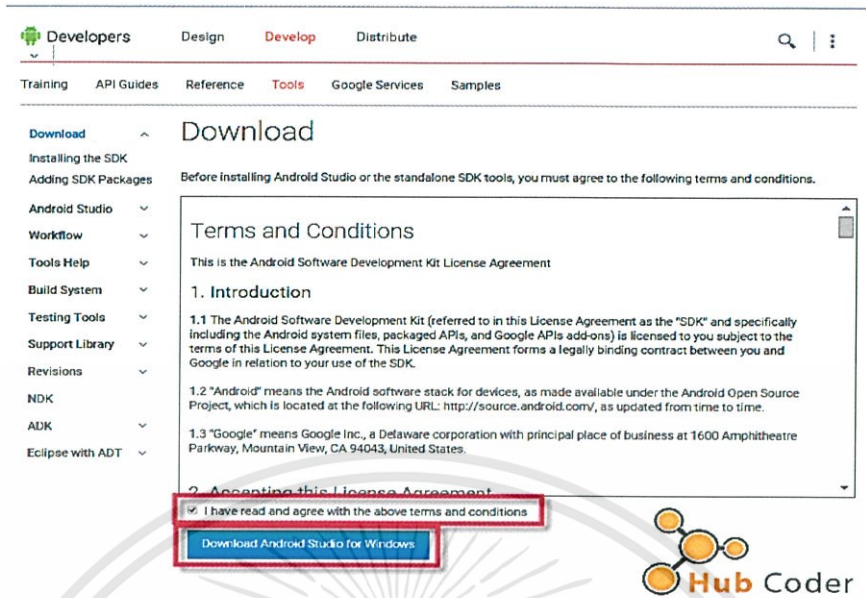 Developers Design Develop Distribute
Training API Guides Reference Tools Google Services Samples
Download
Installing the SDK
Adding SDK Packages
Android Studio
Workflow
Tools Help
Build System
Testing Tools
Support Library
Revisions
NDK
ADK
Eclipse with ADT
Download
Before installing Android Studio or the standalone SDK tools, you must agree to the following terms and conditions.
Terms and Conditions
This is the Android Software Development Kit License Agreement
1. Introduction
1.1 The Android Software Development Kit (referred to in this License Agreement as the "SDK" and specifically
including the Android system files, packaged APIs, and Google APIs add-ons) is licensed to you subject to the
terms of this License Agreement. This License Agreement forms a legally binding contract between you and
Google in relation to your use of the SDK.
1.2 "Android" means the Android software stack for devices, as made available under the Android Open Source
Project, which is located at the following URL: http://source.android.com/, as updated from time to time.
1.3 "Google" means Google Inc., a Delaware corporation with principal place of business at 1600 Amphitheatre
Parkway, Mountain View, CA 94043, United States.
2. Accepting this License Agreement
I have read and agree with the above terms and conditions
Download Android Studio for Windows
Hub Coder